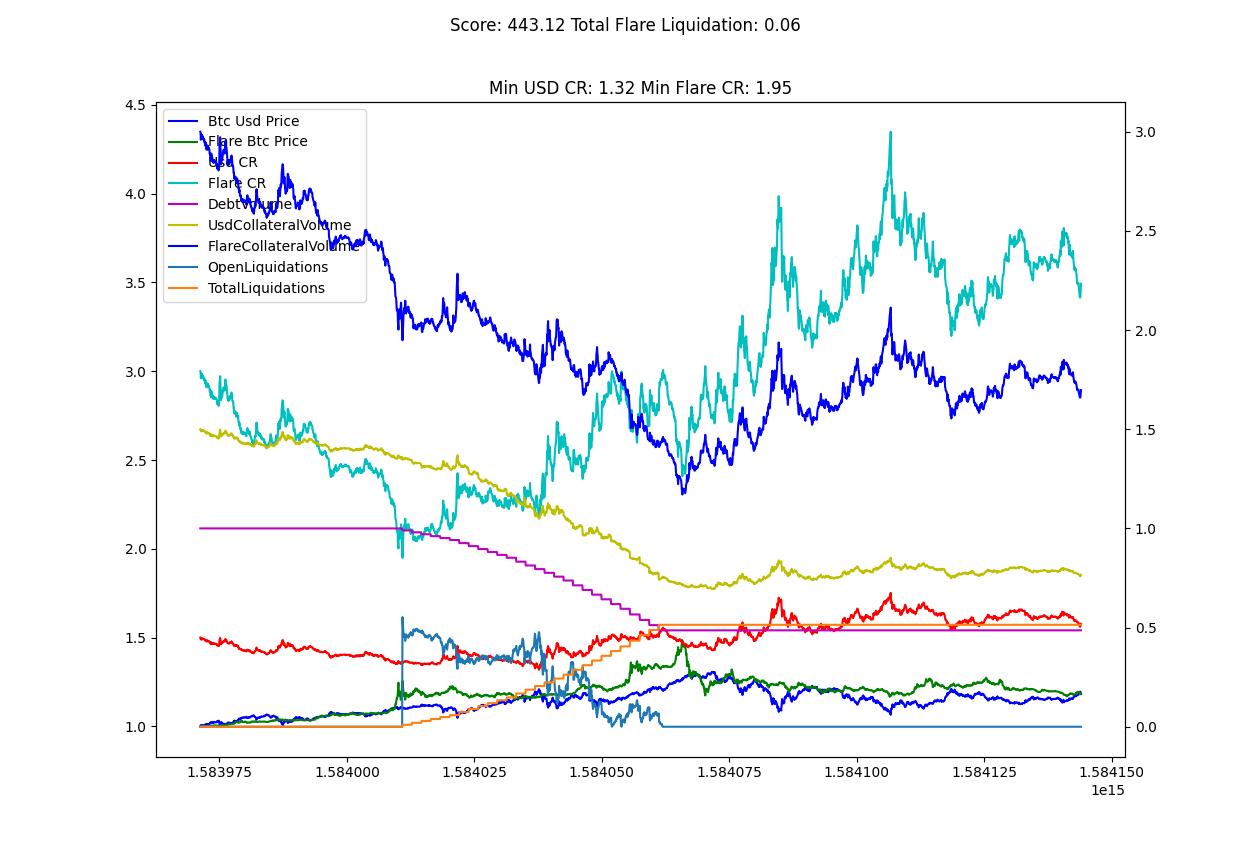 Score: 443.12 Total Flare Liquidation: 0.06
Min USD CR: 1.32 Min Flare CR: 1.95
4.5
4.0
3.5
3.0
2.5
2.0
1.5
1.0
Btc Usd Price
Flare Btc Price
Usd CR
Flare CR
DebtVolume
UsdCollateralVolume
FlareCollateralVolume
OpenLiquidations
TotalLiquidations
3.0
2.5
2.0
1.5
1.0
0.5
0.0
1.583975
1.584000
1.584025
1.584050
1.584075
1.584100
1.584125
1.584150
1e15